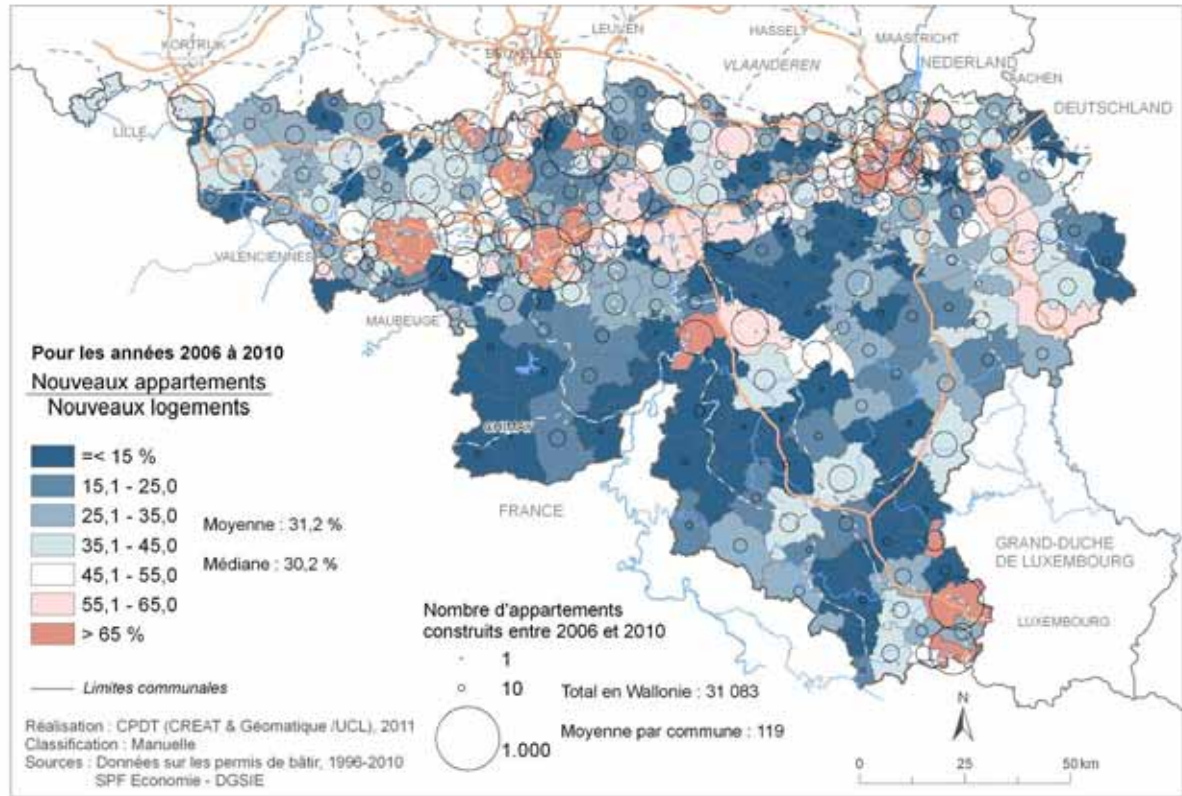 KORTRIJK
BRUXELLES
LEUVEN
HASSELT
MAASTRICHT
VLAANDEREN
NEDERLAND
AACHEN
DEUTSCHLAND
LILLE
VALENCIENNES
MAUBEUGE
CHIMAY
FRANCE
GRAND-DUCHE
DE LUXEMBOURG
LUXEMBOURG
Pour les années 2006 à 2010
Nouveaux appartements
Nouveaux logements
=< 15 %
15,1 - 25,0
25,1 - 35,0
35,1 - 45,0
45,1 - 55,0
55,1 - 65,0
> 65 %
Moyenne : 31,2 %
Médiane : 30,2 %
Limites communales
Nombre d'appartements
construits entre 2006 et 2010
1
10
1.000
Total en Wallonie : 31 083
Moyenne par commune : 119
Réalisation : CPDT (CREAT & Géomatique /UCL), 2011
Classification : Manuelle
Sources : Données sur les permis de bâtir, 1996-2010
SPF Economie - DGSIE
N
0 25 50 km